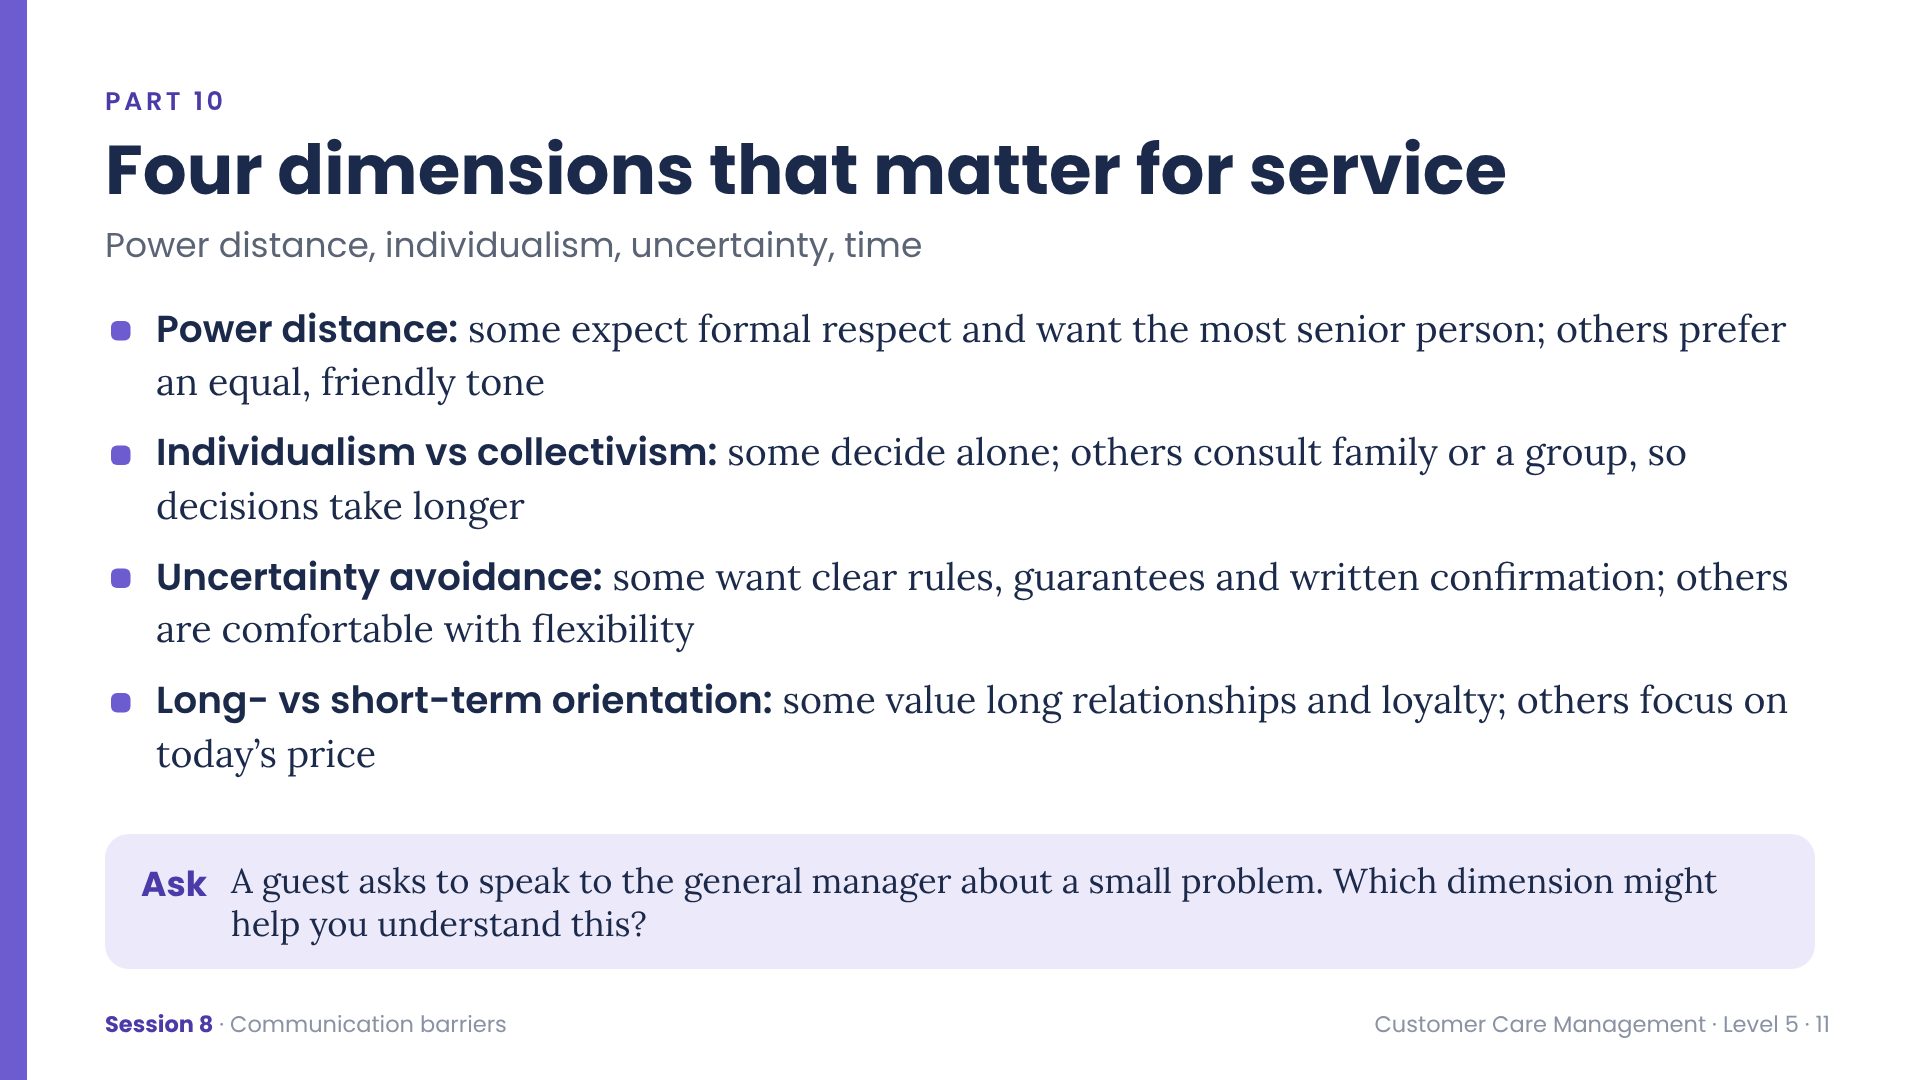 PART 10
Four dimensions that matter for service
Power distance, individualism, uncertainty, time
Power distance: some expect formal respect and want the most senior person; others prefer
an equal, friendly tone
Individualism vs collectivism: some decide alone; others consult family or a group, so
decisions take longer
Uncertainty avoidance: some want clear rules, guarantees and written confirmation; others
are comfortable with flexibility
Long- vs short-term orientation: some value long relationships and loyalty; others focus on
today’s price
Ask A guest asks to speak to the general manager about a small problem. Which dimension might
help you understand this?
Session 8 · Communication barriers
Customer Care Management · Level 5 · 11